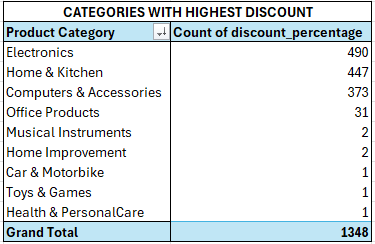 CATEGORIES WITH HIGHEST DISCOUNT
Product Category Count of discount_percentage
Electronics 490
Home & Kitchen 447
Computers & Accessories 373
Office Products 31
Musical Instruments 2
Home Improvement 2
Car & Motorbike 1
Toys & Games 1
Health & PersonalCare 1
Grand Total 1348